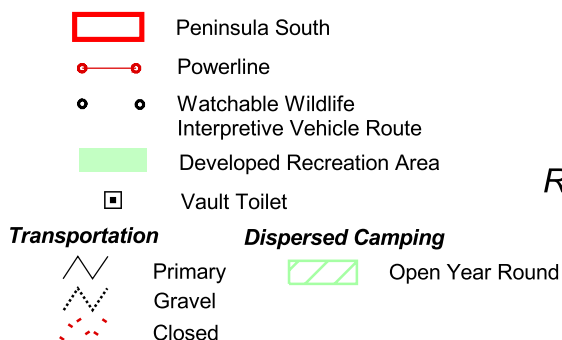 Peninsula South
Powerline
Watchable Wildlife
Interpretive Vehicle Route
Developed Recreation Area
R
Vault Toilet
Transportation
Dispersed Camping
Primary
Open Year Round
Gravel
Closed